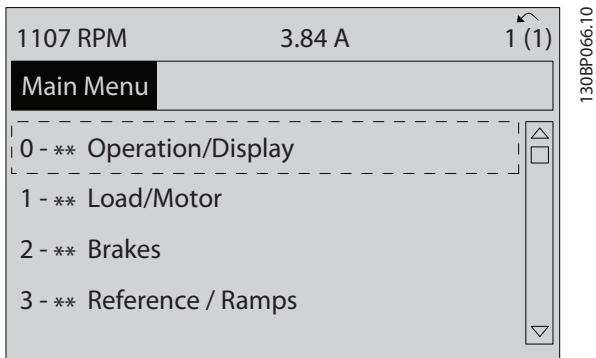 1107 RPM 3.84 A 1 (1)
Main Menu
0 - ** Operation/Display
1 - ** Load/Motor
2 - ** Brakes
3 - ** Reference / Ramps
130BP066.10